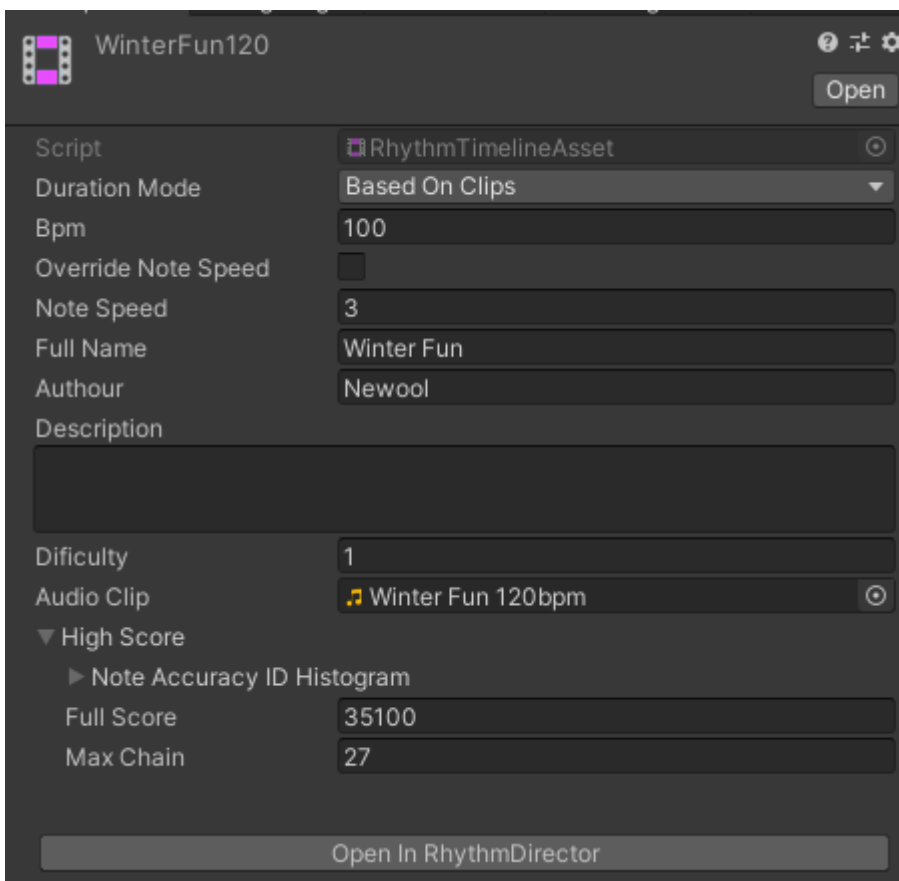 WinterFun120
Open
Script RhythmTimelineAsset
Duration Mode Based On Clips
Bpm 100
Override Note Speed
Note Speed 3
Full Name Winter Fun
Authour Newool
Description
Dificulty 1
Audio Clip Winter Fun 120bpm
High Score
Note Accuracy ID Histogram
Full Score 35100
Max Chain 27
Open In RhythmDirector